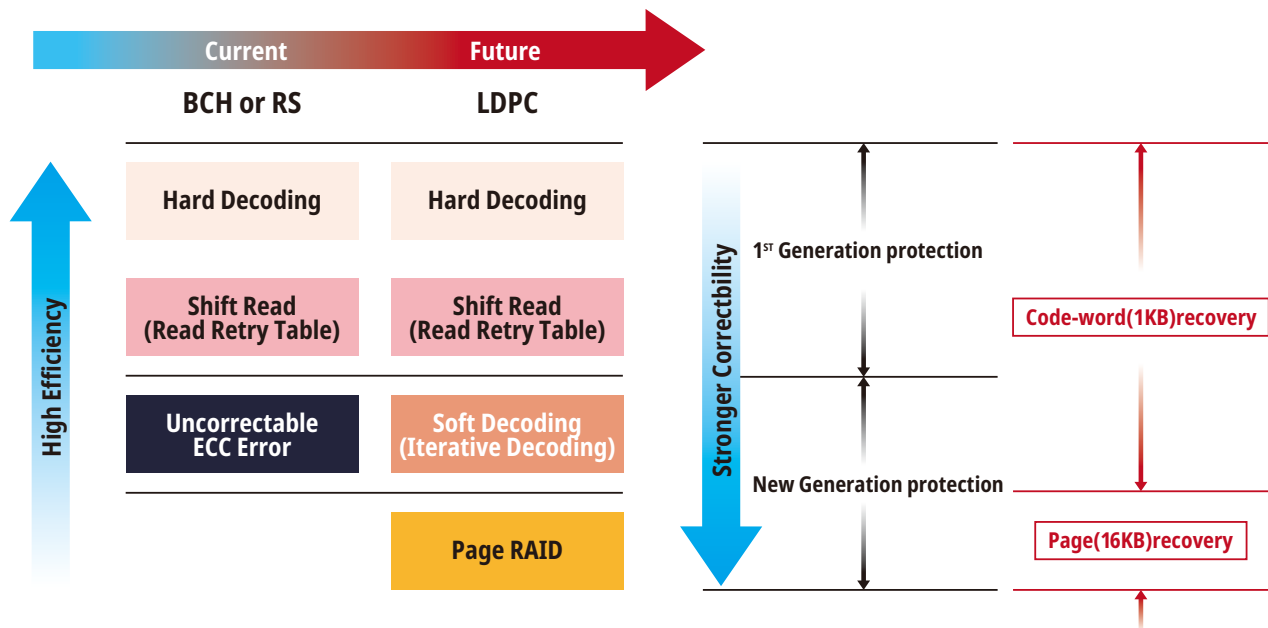 Current
Future
BCH or RS
LDPC
High Efficiency
Hard Decoding
Hard Decoding
Shift Read
(Read Retry Table)
Shift Read
(Read Retry Table)
Uncorrectable
ECC Error
Soft Decoding
(Iterative Decoding)
Page RAID
Stronger Correctbility
1ST Generation protection
New Generation protection
Code-word(1KB)recovery
Page(16KB)recovery